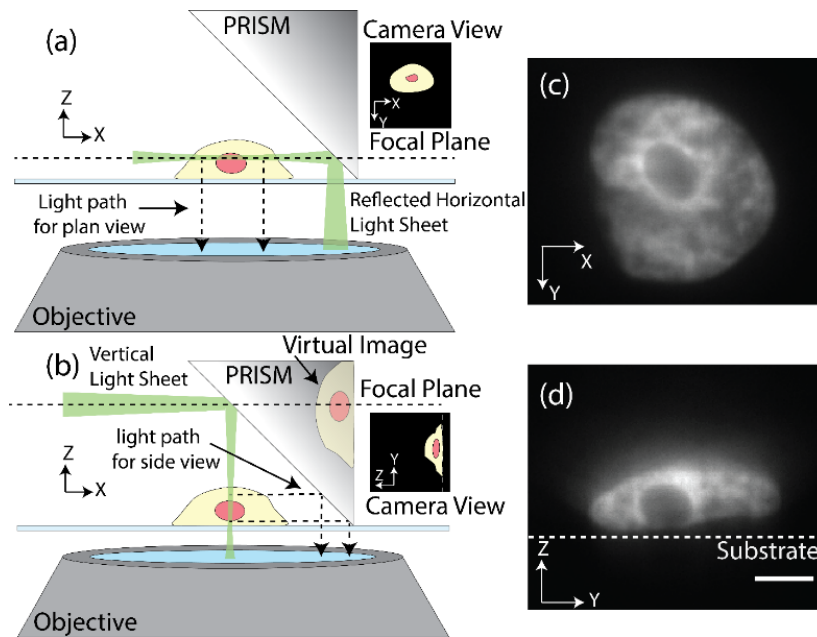 (a)
PRISM
Camera View
X
Y
Focal Plane
Z
X
Light path
for plan view
Reflected Horizontal
Light Sheet
Objective
(b)
Vertical
Light Sheet
Virtual Image
PRISM
Focal Plane
light path
for side view
Z
X
Y
Z
Camera View
Objective
(c)
X
Y
(d)
Substrate
Z
Y